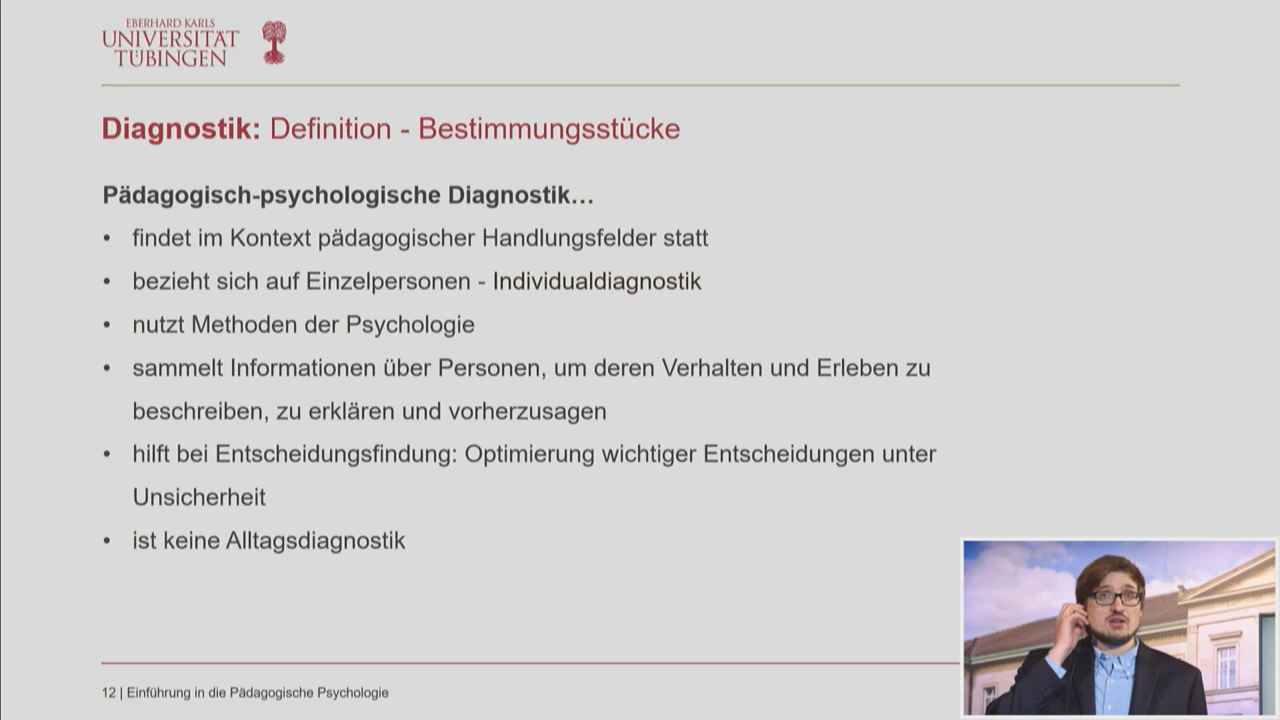 EBERHARD KARLS
UNIVERSITÄT
TÜBINGEN
Diagnostik: Definition - Bestimmungsstücke
Pädagogisch-psychologische Diagnostik…
• findet im Kontext pädagogischer Handlungsfelder statt
• bezieht sich auf Einzelpersonen - Individualdiagnostik
• nutzt Methoden der Psychologie
• sammelt Informationen über Personen, um deren Verhalten und Erleben zu
beschreiben, zu erklären und vorherzusagen
• hilft bei Entscheidungsfindung: Optimierung wichtiger Entscheidungen unter
Unsicherheit
• ist keine Alltagsdiagnostik
12 | Einführung in die Pädagogische Psychologie